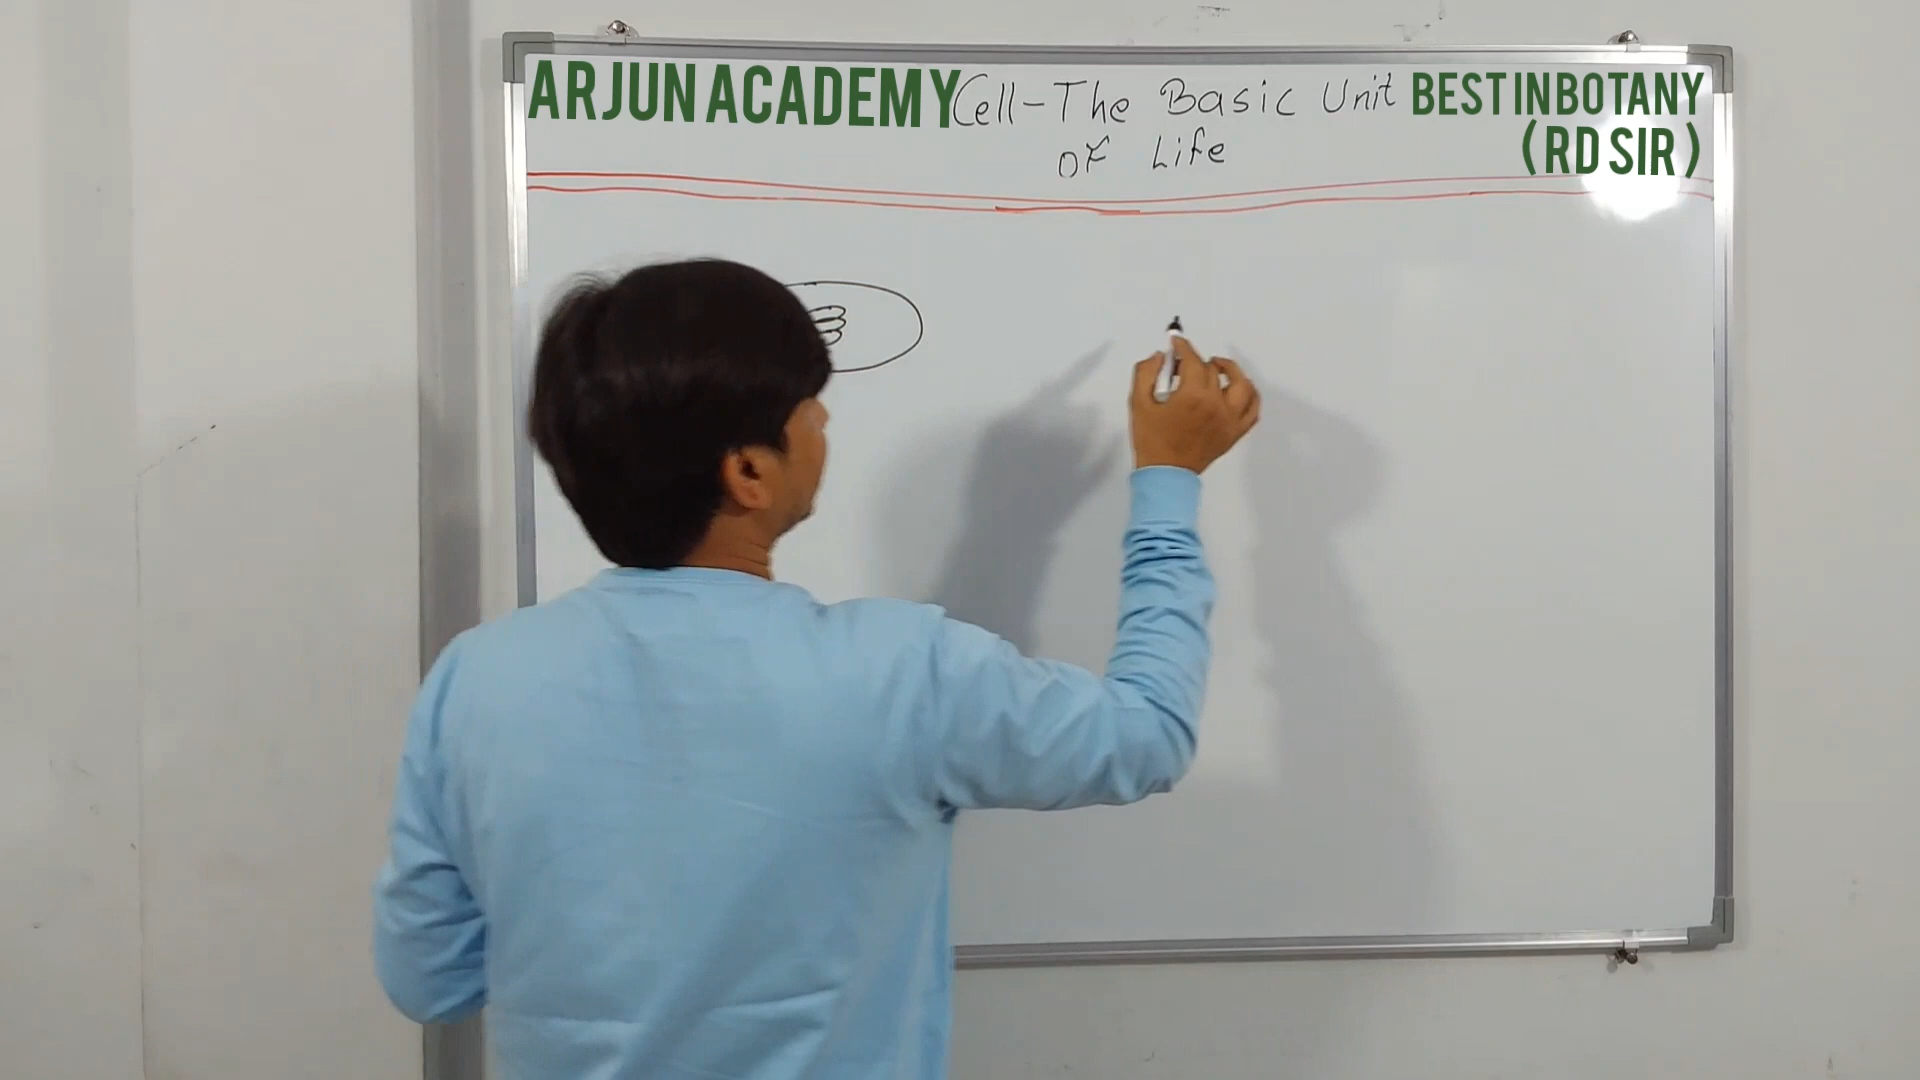 ARJUN ACADEMY
Cell-The Basic Unit
of Life
BEST IN BOTANY
(RD SIR)